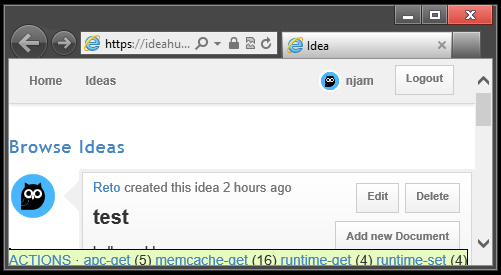 https://ideahu...
Idea
Home Ideas njam Logout
Browse Ideas
Reto created this idea 2 hours ago
Edit Delete
test
Add new Document
ACTIONS · apc-get (5) memcache-get (16) runtime-get (4) runtime-set (4)